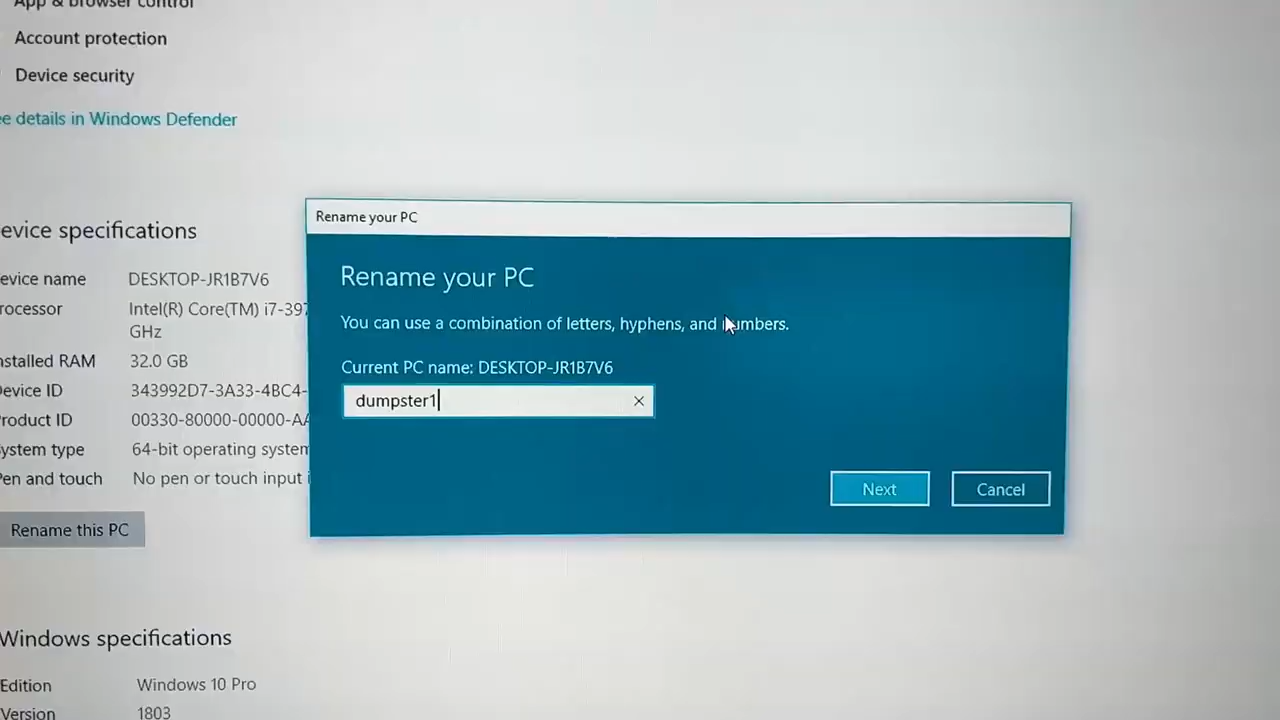 App & browser control
Account protection
Device security
ee details in Windows Defender
evice specifications
evice name DESKTOP-JR1B7V6
rocessor Intel(R) Core(TM) i7-397
GHz
nstalled RAM 32.0 GB
Device ID 343992D7-3A33-4BC4-
Product ID 00330-80000-00000-AA
ystem type 64-bit operating system
Pen and touch No pen or touch input i
Rename this PC
Windows specifications
Edition Windows 10 Pro
Version 1803
Rename your PC
Rename your PC
You can use a combination of letters, hyphens, and numbers.
Current PC name: DESKTOP-JR1B7V6
dumpster1
Next Cancel